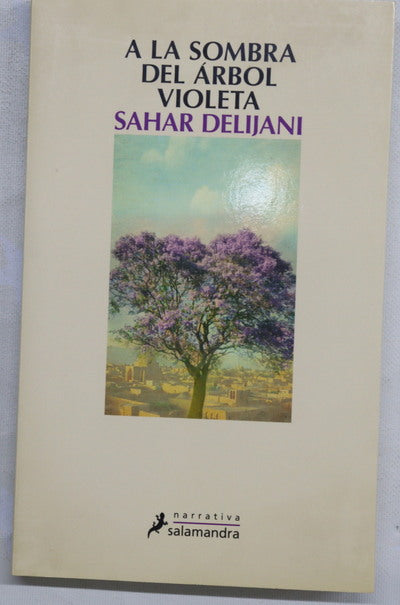 A LA SOMBRA
DEL ÁRBOL
VIOLETA
SAHAR DELIJANI
narrativa
salamandra